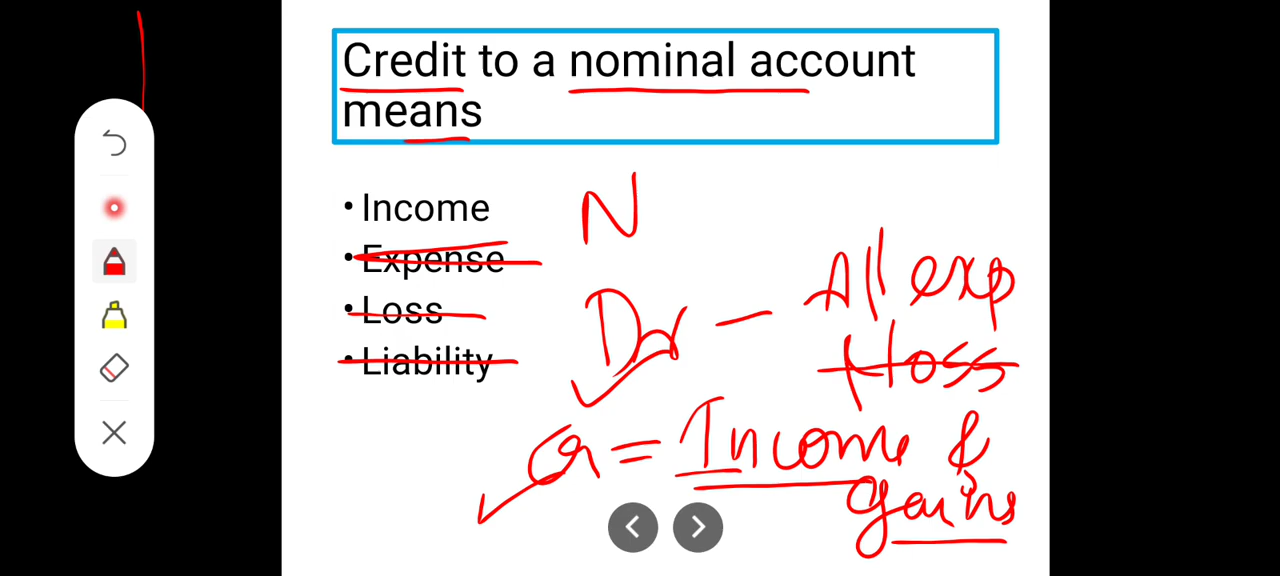 Credit to a nominal account
means
• Income
N
• Expense
• Loss
• Liability
Dr - All exp
+ loss
Cr = Income &
gains